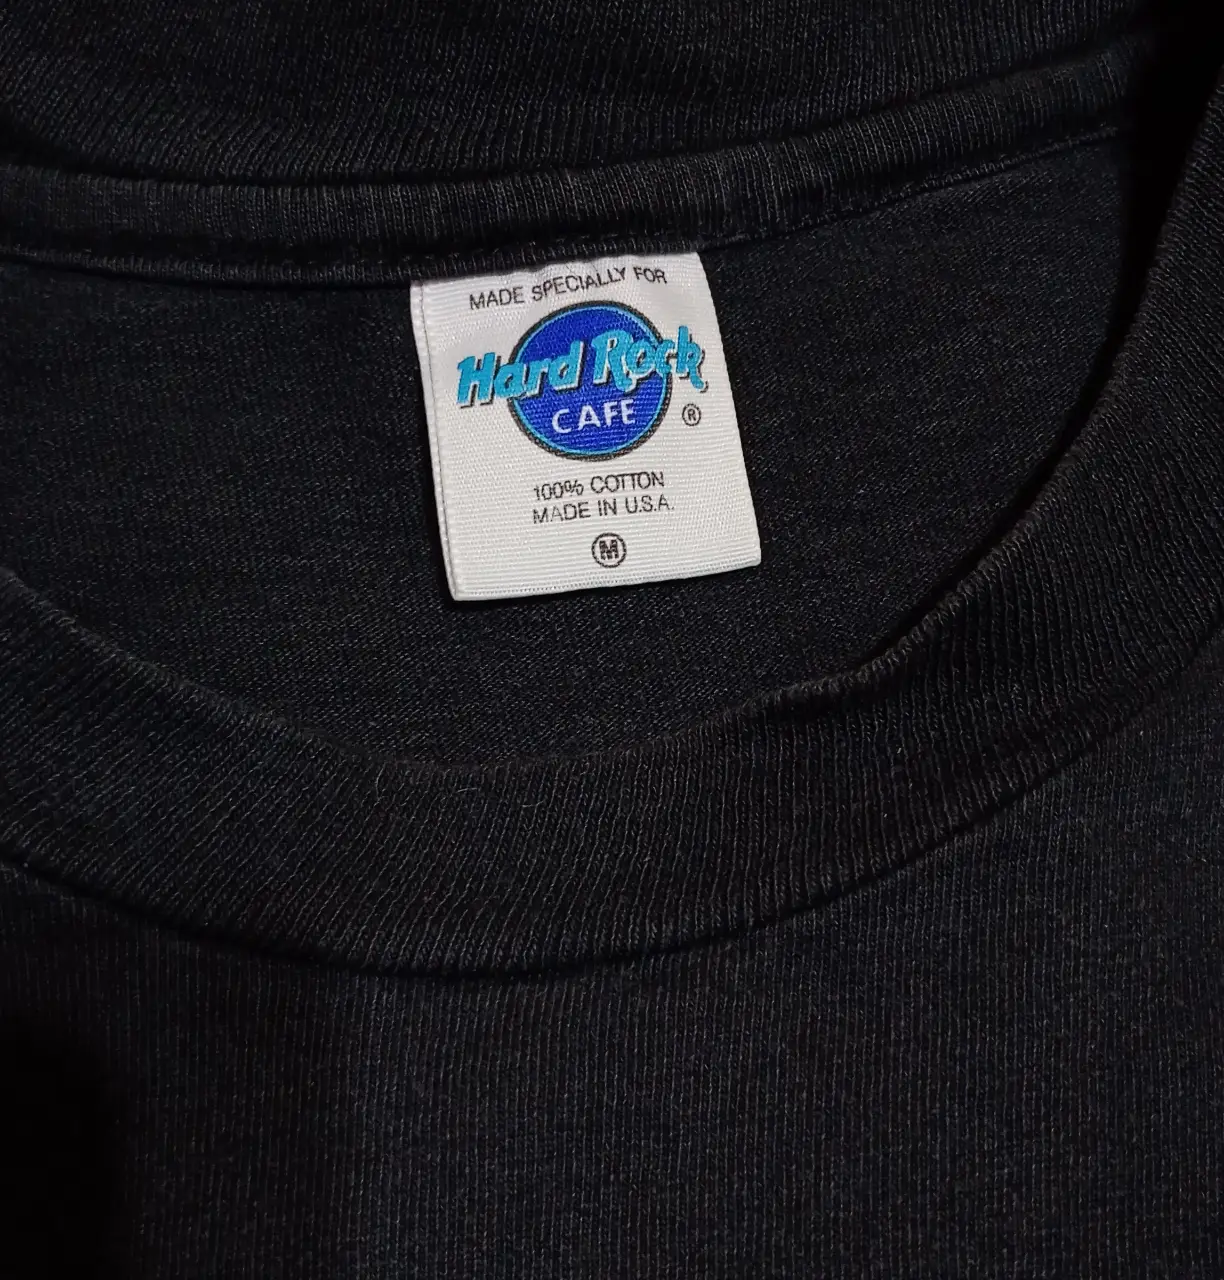 MADE SPECIALLY FOR
Hard Rock
CAFE
®
100% COTTON
MADE IN U.S.A.
M